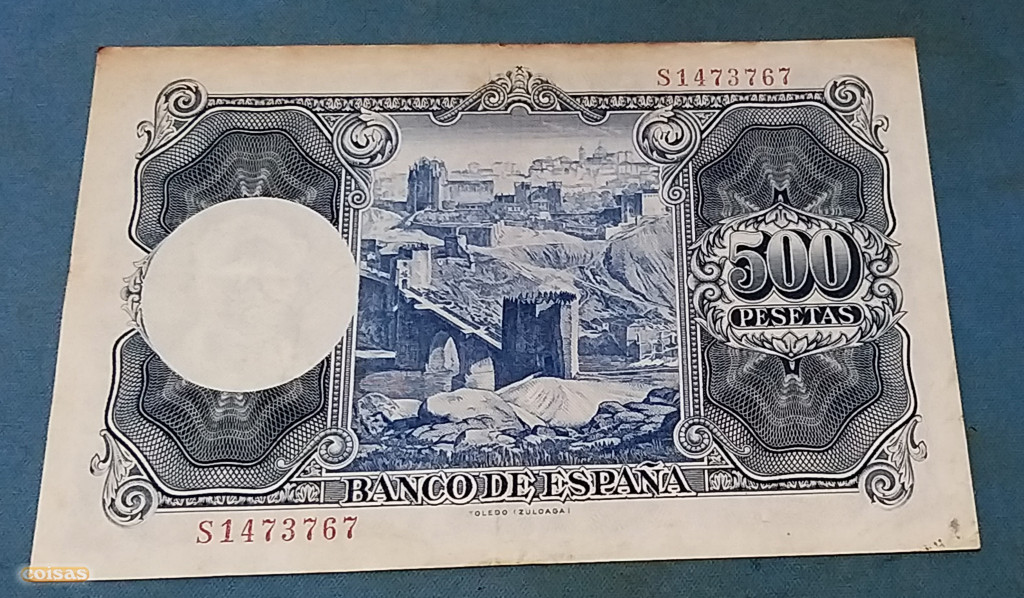 S1473767
500
PESETAS
BANCO DE ESPAÑA
TOLEDO (ZULOAGA)
S1473767
coisas